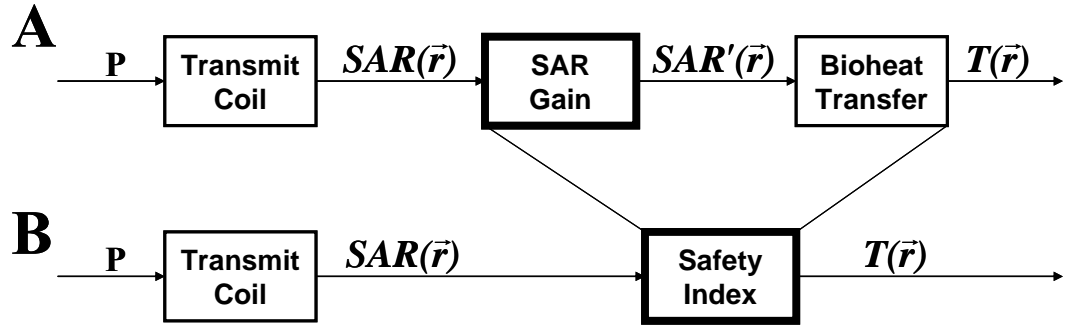 A
P
Transmit
Coil
SAR(r⃗)
SAR
Gain
SAR'(r⃗)
Bioheat
Transfer
T(r⃗)
B
P
Transmit
Coil
SAR(r⃗)
Safety
Index
T(r⃗)